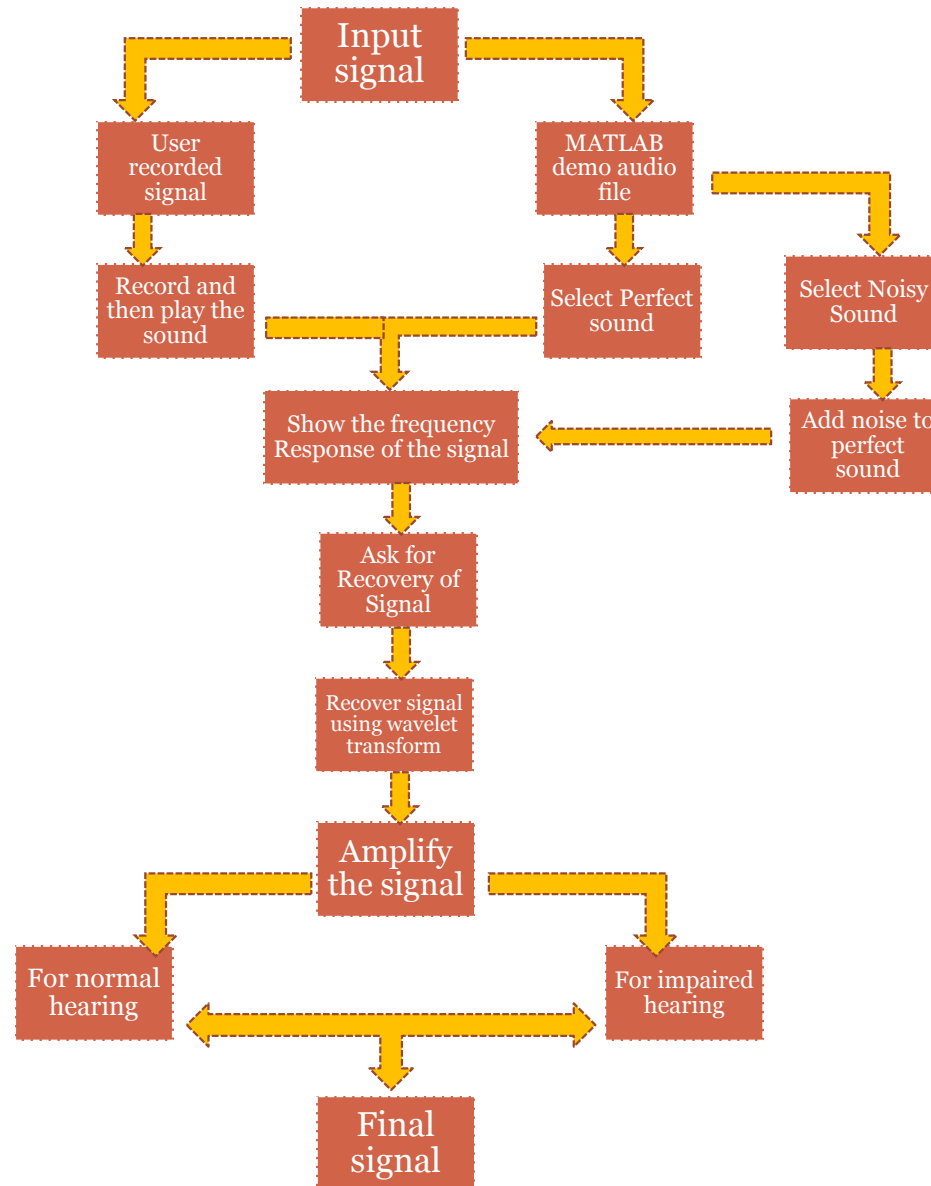 Input
signal
User
recorded
signal
MATLAB
demo audio
file
Record and
then play the
sound
Select Perfect
sound
Select Noisy
Sound
Show the frequency
Response of the signal
Add noise to
perfect
sound
Ask for
Recovery of
Signal
Recover signal
using wavelet
transform
Amplify
the signal
For normal
hearing
For impaired
hearing
Final
signal